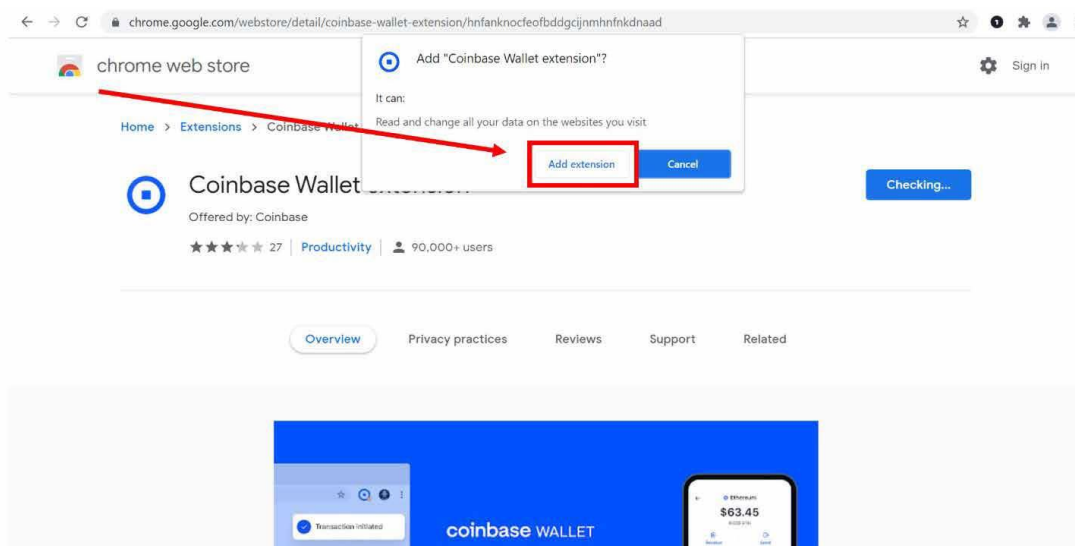 chrome.google.com/webstore/detail/coinbase-wallet-extension/hnfanknocfeofbddgcijnmhnfnkdnaad
chrome web store
Sign in
Add "Coinbase Wallet extension"?
It can:
Read and change all your data on the websites you visit
Add extension
Cancel
Home > Extensions > Coinbase Wallet
Coinbase Wallet extension
Checking...
Offered by: Coinbase
27 Productivity 90,000+ users
Overview Privacy practices Reviews Support Related
Transaction initiated
coinbase WALLET
Ethereum
$63.45